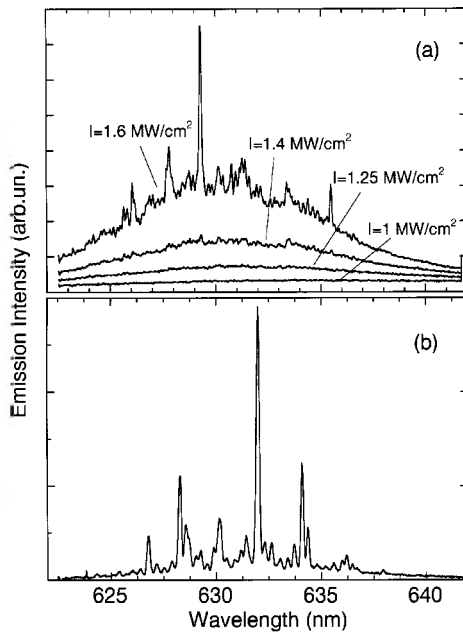 (a)
I=1.6 MW/cm²
I=1.4 MW/cm²
I=1.25 MW/cm²
I=1 MW/cm²
Emission Intensity (arb.un.)
(b)
625 630 635 640
Wavelength (nm)